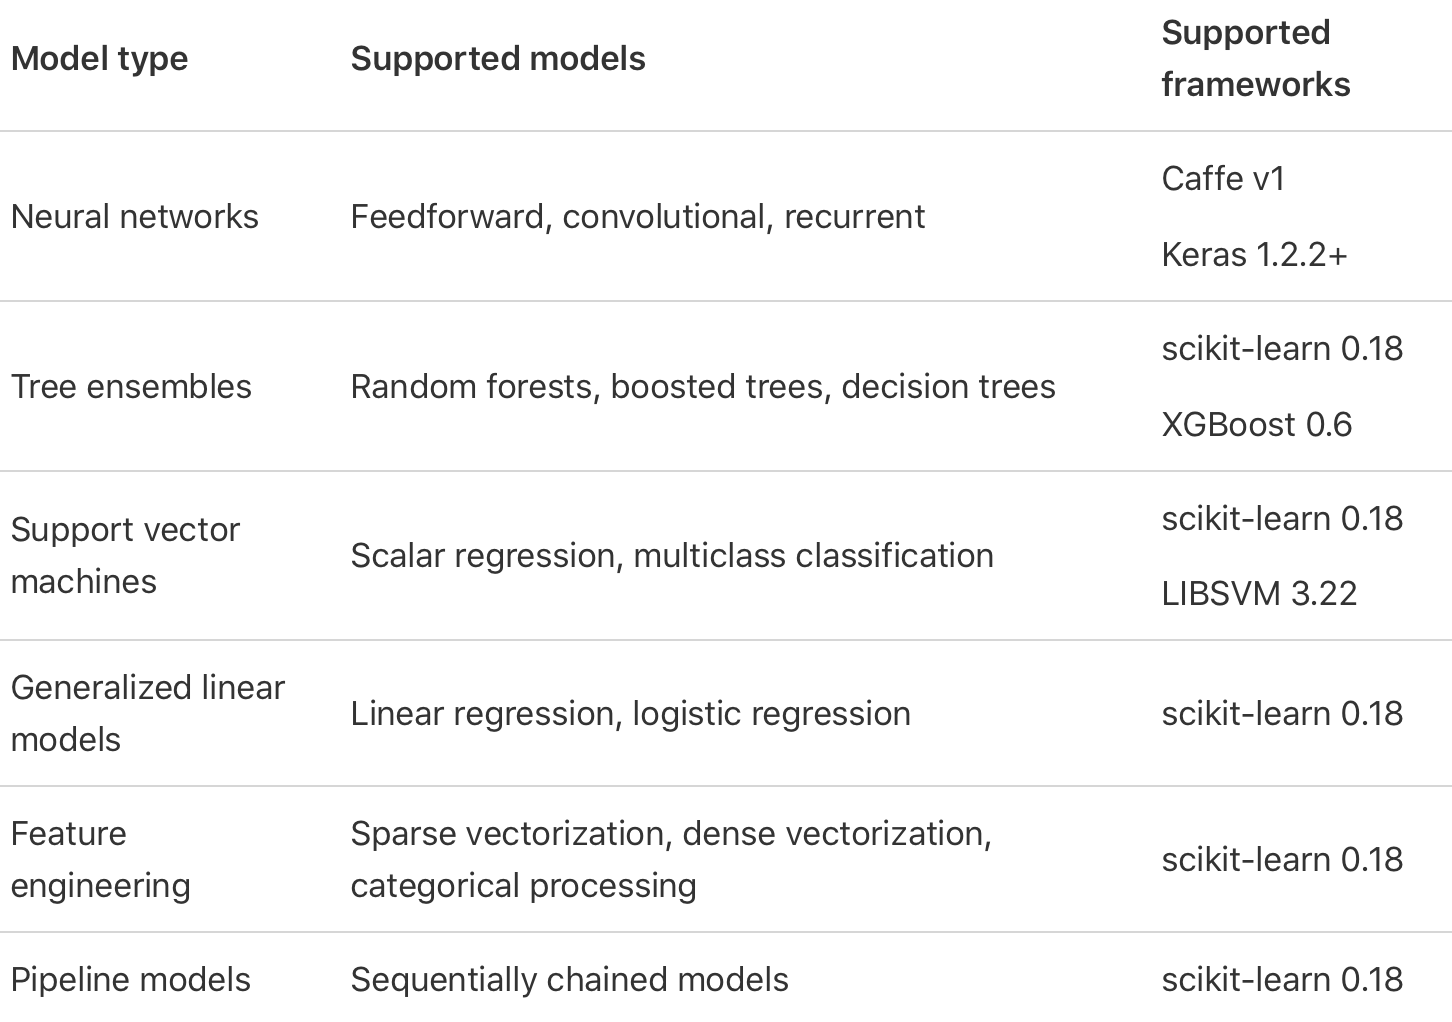 Model type
Supported models
Supported
frameworks
Neural networks
Feedforward, convolutional, recurrent
Caffe v1
Keras 1.2.2+
Tree ensembles
Random forests, boosted trees, decision trees
scikit-learn 0.18
XGBoost 0.6
Support vector
machines
Scalar regression, multiclass classification
scikit-learn 0.18
LIBSVM 3.22
Generalized linear
models
Linear regression, logistic regression
scikit-learn 0.18
Feature
engineering
Sparse vectorization, dense vectorization,
categorical processing
scikit-learn 0.18
Pipeline models
Sequentially chained models
scikit-learn 0.18